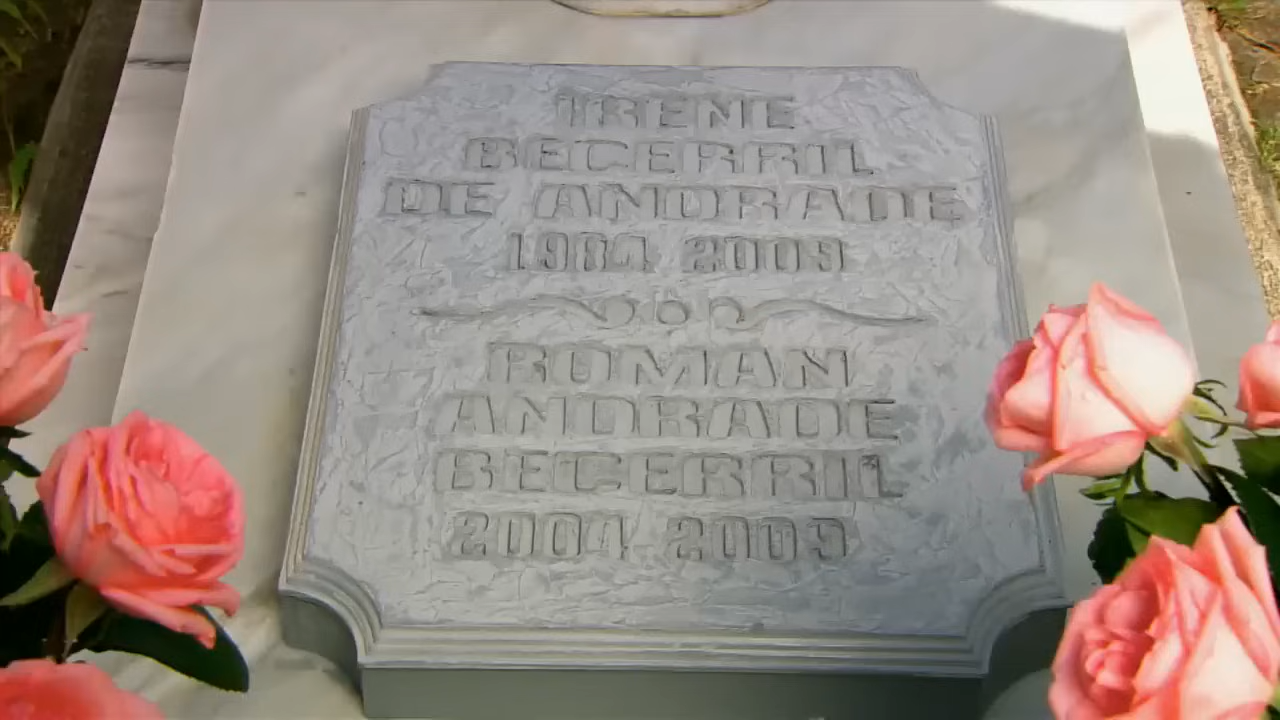 IRENE
BECERRIL
DE ANDRADE
1984 2009
ROMAN
ANDRADE
BECERRIL
2004 2009